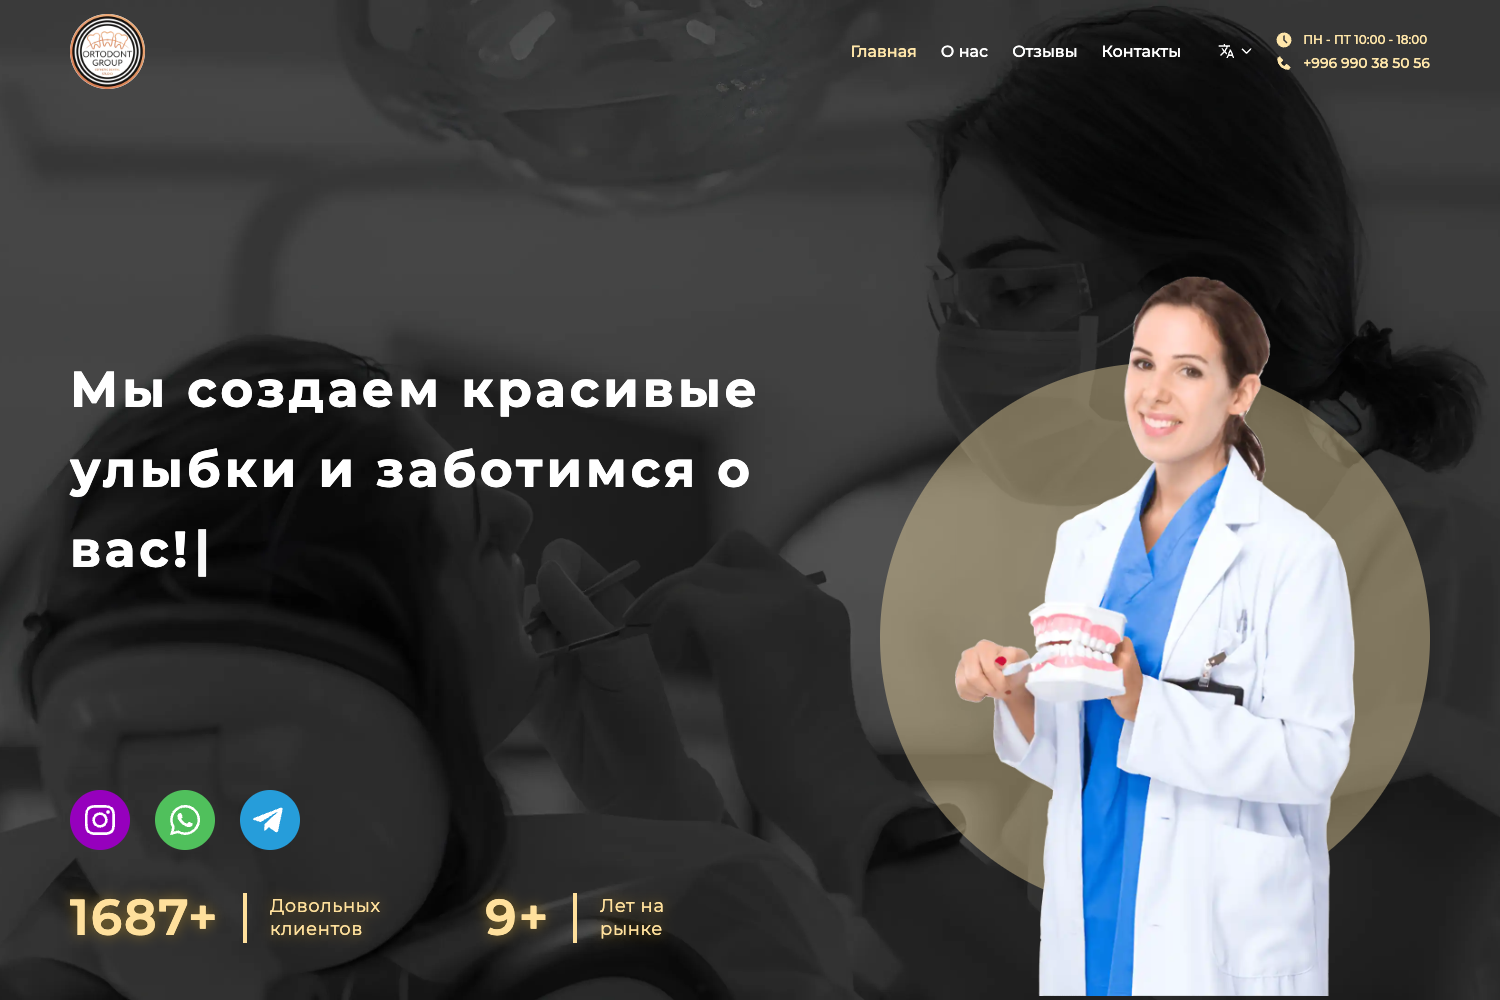 ORTODONT
GROUP
Главная
О нас
Отзывы
Контакты
ПН - ПТ 10:00 - 18:00
+996 990 38 50 56
Мы создаем красивые
улыбки и заботимся о
вас!|
1687+
Довольных
клиентов
9+
Лет на
рынке